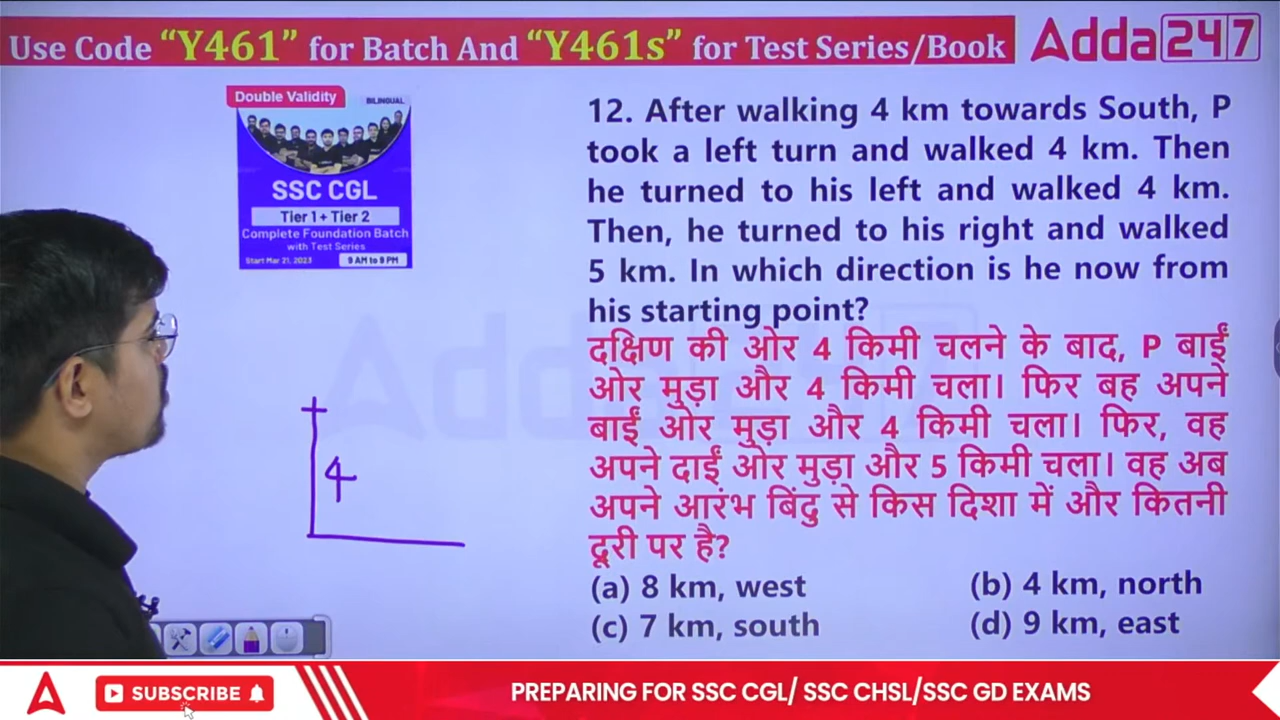 Use Code “Y461” for Batch And “Y461s” for Test Series/Book
Adda247
Double Validity
BILINGUAL
SSC CGL
Tier 1 + Tier 2
Complete Foundation Batch
with Test Series
Start Mar 21, 2023
9 AM to 9 PM
12. After walking 4 km towards South, P
took a left turn and walked 4 km. Then
he turned to his left and walked 4 km.
Then, he turned to his right and walked
5 km. In which direction is he now from
his starting point?
दक्षिण की ओर 4 किमी चलने के बाद, P बाईं
ओर मुड़ा और 4 किमी चला। फिर बह अपने
बाईं ओर मुड़ा और 4 किमी चला। फिर, वह
अपने दाईं ओर मुड़ा और 5 किमी चला। वह अब
अपने आरंभ बिंदु से किस दिशा में और कितनी
दूरी पर है?
(a) 8 km, west
(b) 4 km, north
(c) 7 km, south
(d) 9 km, east
4
Adda247
SUBSCRIBE
PREPARING FOR SSC CGL/ SSC CHSL/SSC GD EXAMS